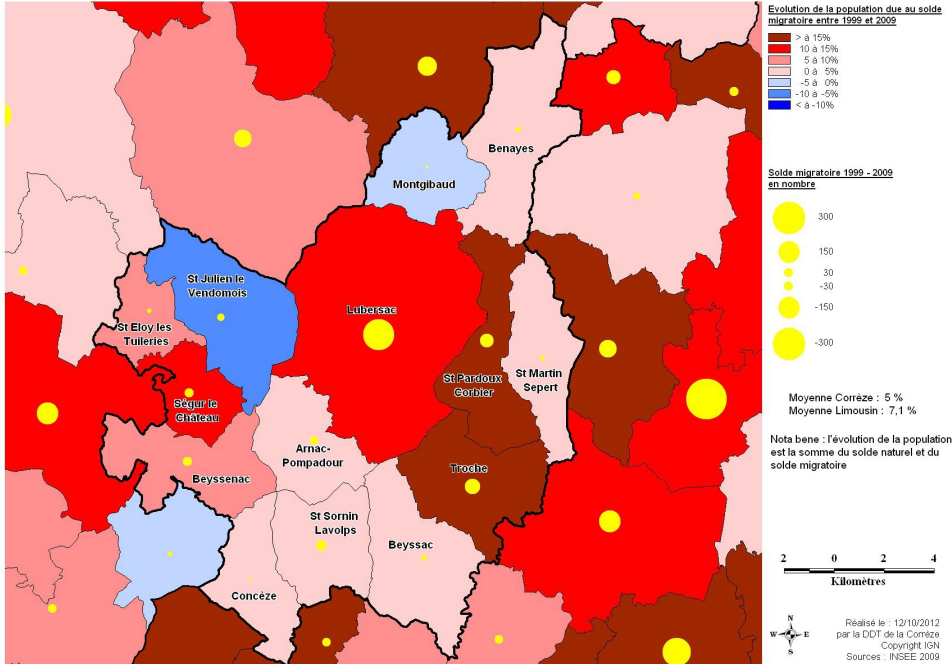 Evolution de la population due au solde
migratoire entre 1999 et 2009
> à 15%
10 à 15%
5 à 10%
0 à 5%
-5 à 0%
-10 à -5%
< à -10%
Solde migratoire 1999 - 2009
en nombre
300
150
30
-30
-150
-300
Moyenne Corrèze : 5 %
Moyenne Limousin : 7,1 %
Nota bene : l'évolution de la population
est la somme du solde naturel et du
solde migratoire
Benayes
Montgibaud
St Julien le
Vendomois
Lubersac
St Eloy les
Tuileries
St Pardoux
Corbier
St Martin
Sepert
Ségur le
Château
Arnac-
Pompadour
Beyssenac
Troche
St Sornin
Lavolps
Beyssac
Concèze
2 0 2 4
Kilomètres
N
W E
S
Réalisé le : 12/10/2012
par la DDT de la Corrèze
Copyright IGN
Sources : INSEE 2009